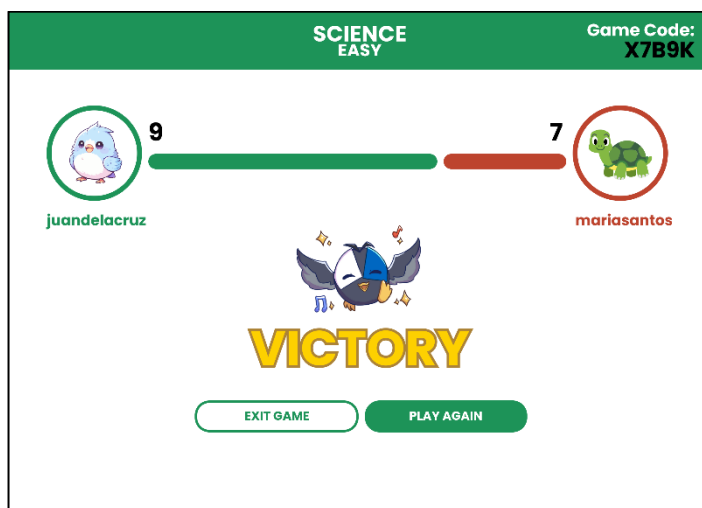 SCIENCE
EASY
Game Code:
X7B9K
9
7
juandelacruz
mariasantos
VICTORY
EXIT GAME
PLAY AGAIN